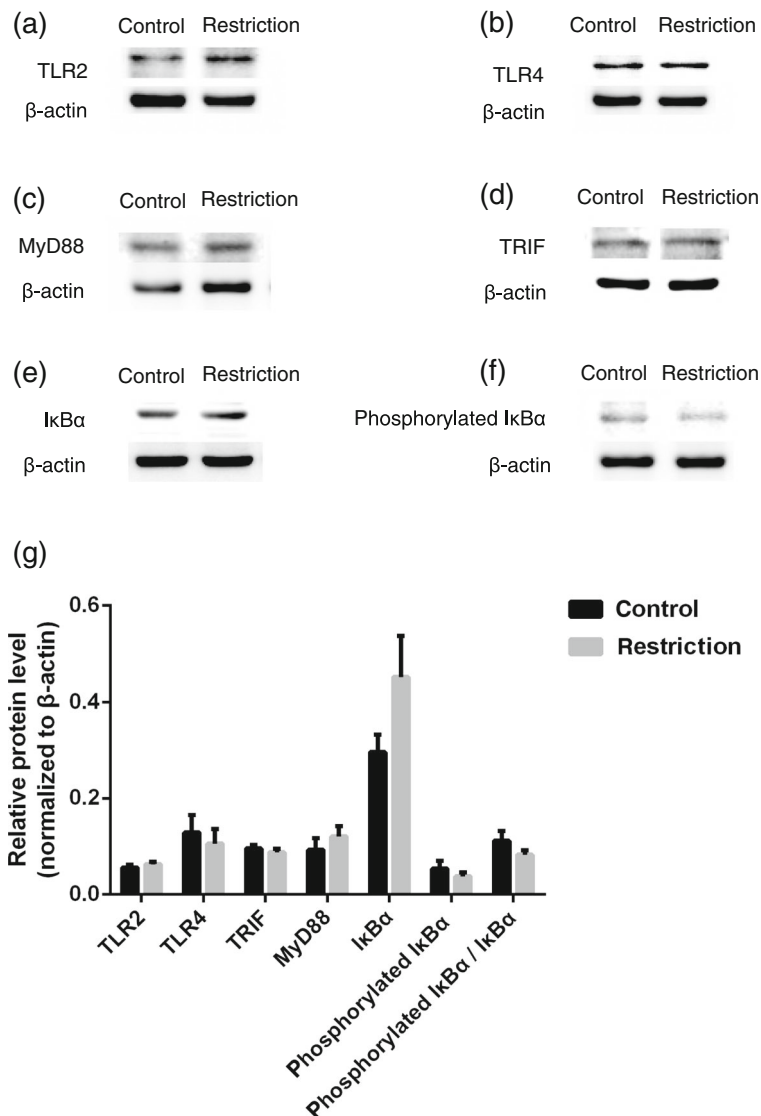 (a) Control Restriction
TLR2
β-actin
(b) Control Restriction
TLR4
β-actin
(c) Control Restriction
MyD88
β-actin
(d) Control Restriction
TRIF
β-actin
(e) Control Restriction
IκBα
β-actin
(f) Control Restriction
Phosphorylated IκBα
β-actin
(g)
Relative protein level
(normalized to β-actin)
0.6
0.4
0.2
0.0
Control
Restriction
TLR2
TLR4
TRIF
MyD88
IκBα
Phosphorylated IκBα
Phosphorylated IκBα / IκBα